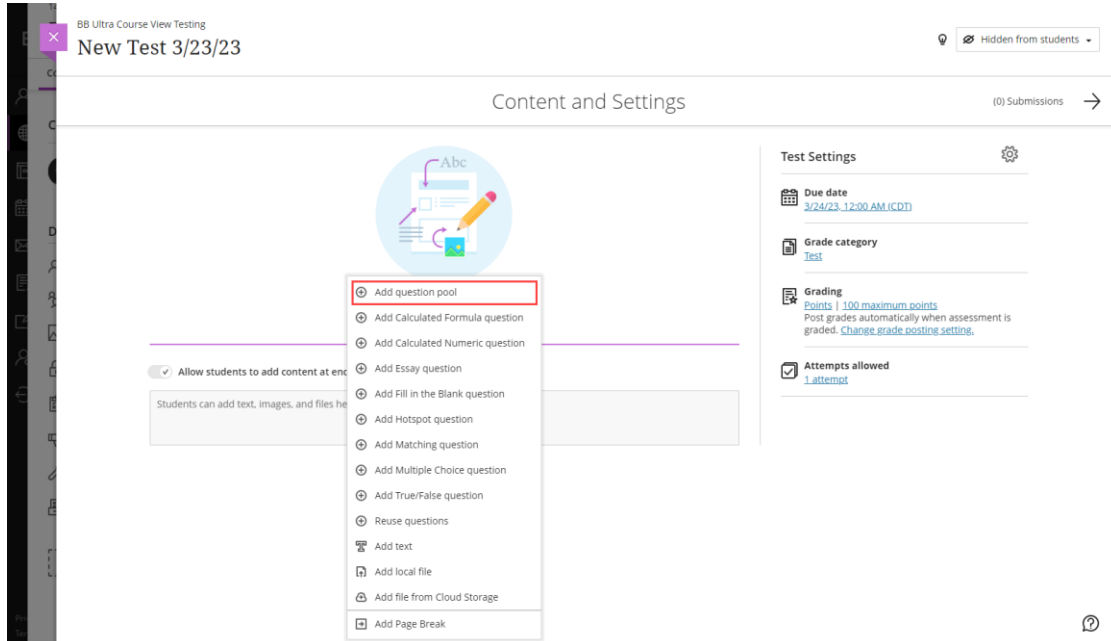 BB Ultra Course View Testing
New Test 3/23/23
Hidden from students
Content and Settings
(0) Submissions
Abc
Test Settings
Due date
3/24/23, 12:00 AM (CDT)
Grade category
Test
Grading
Points | 100 maximum points
Post grades automatically when assessment is
graded. Change grade posting setting.
Attempts allowed
1 attempt
Add question pool
Add Calculated Formula question
Add Calculated Numeric question
Add Essay question
Add Fill in the Blank question
Add Hotspot question
Add Matching question
Add Multiple Choice question
Add True/False question
Reuse questions
Add text
Add local file
Add file from Cloud Storage
Add Page Break
Allow students to add content at end
Students can add text, images, and files he